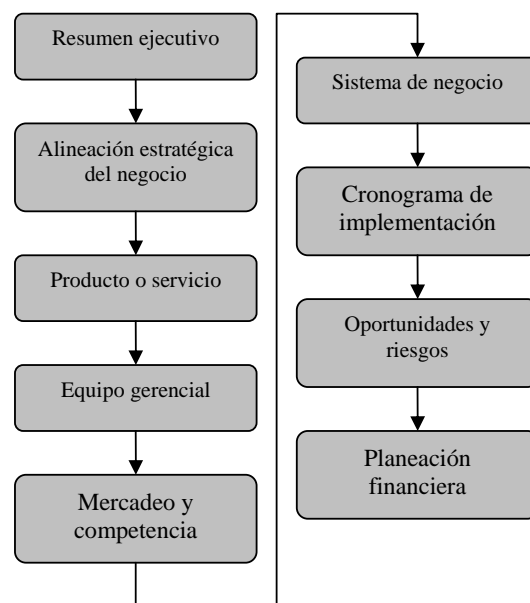 Resumen ejecutivo
Alineación estratégica
del negocio
Producto o servicio
Equipo gerencial
Mercadeo y
competencia
Sistema de negocio
Cronograma de
implementación
Oportunidades y
riesgos
Planeación
financiera